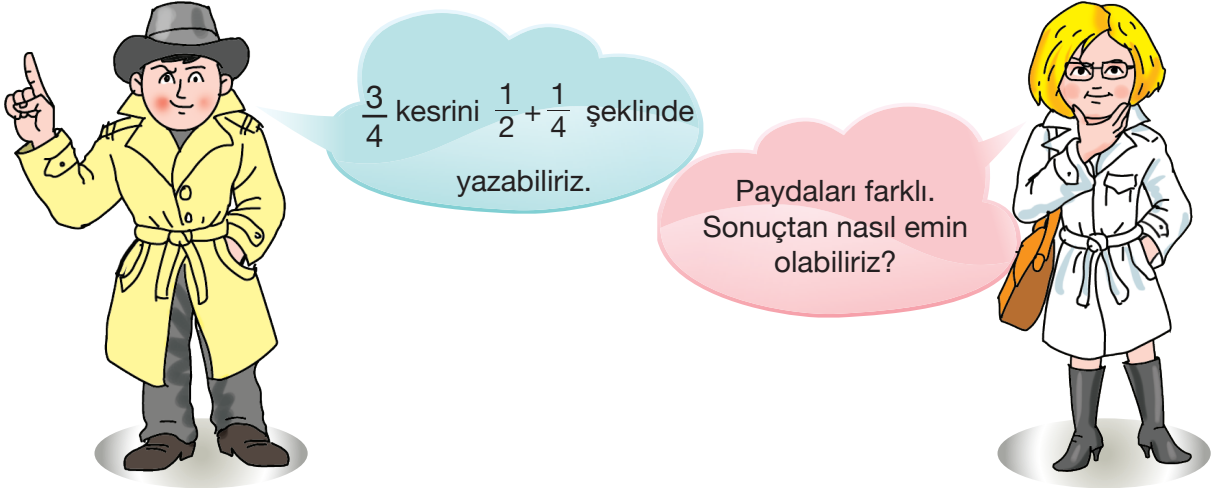 3/4 kesrini 1/2 + 1/4 şeklinde
yazabiliriz.
Paydaları farklı.
Sonuçtan nasıl emin
olabiliriz?